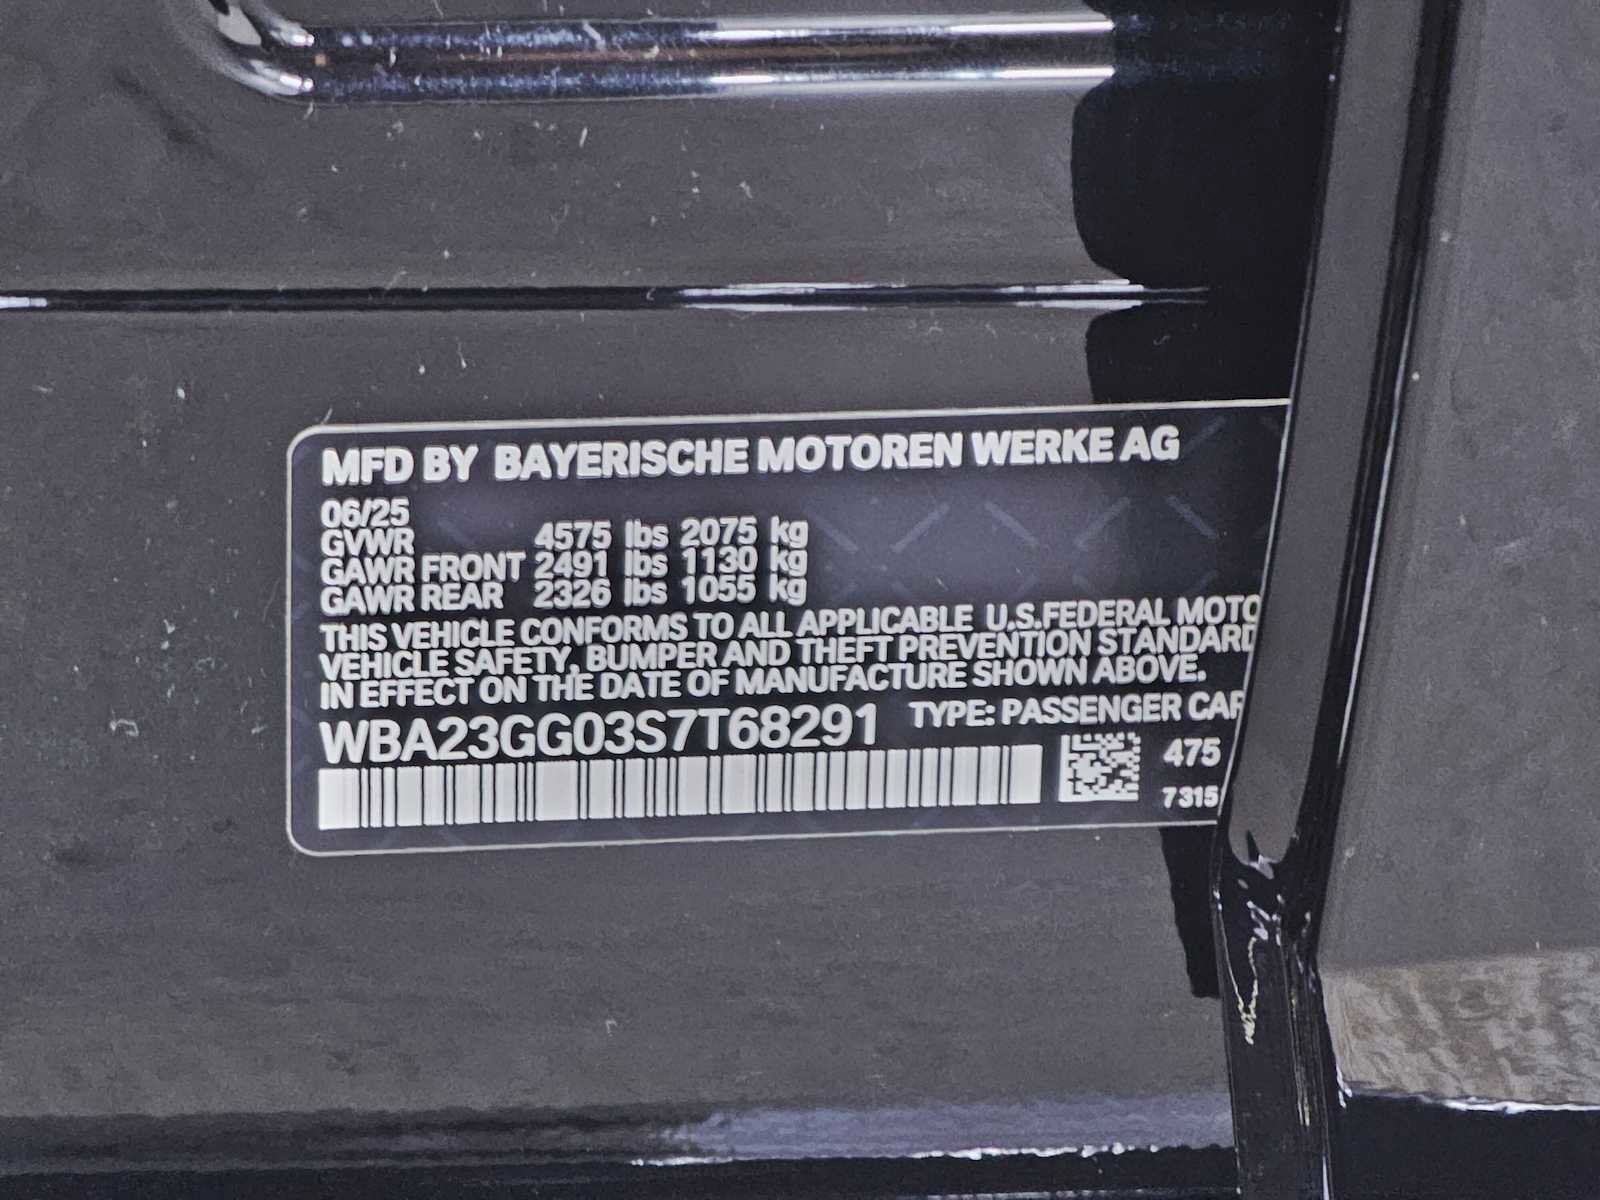 MFD BY BAYERISCHE MOTOREN WERKE AG
06/25
GVWR 4575 lbs 2075 kg
GAWR FRONT 2491 lbs 1130 kg
GAWR REAR 2326 lbs 1055 kg
THIS VEHICLE CONFORMS TO ALL APPLICABLE U.S.FEDERAL MOTO
VEHICLE SAFETY, BUMPER AND THEFT PREVENTION STANDARD
IN EFFECT ON THE DATE OF MANUFACTURE SHOWN ABOVE.
WBA23GG03S7T68291 TYPE: PASSENGER CAR
475
7315